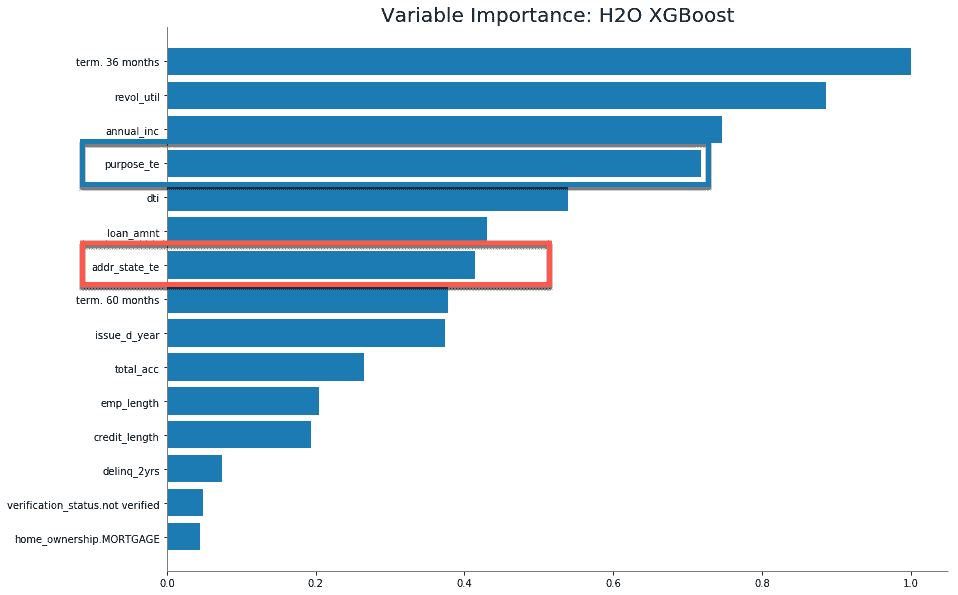 Variable Importance: H2O XGBoost
term. 36 months
revol_util
annual_inc
purpose_te
dti
loan_amnt
addr_state_te
term. 60 months
issue_d_year
total_acc
emp_length
credit_length
delinq_2yrs
verification_status.not verified
home_ownership.MORTGAGE
0.0 0.2 0.4 0.6 0.8 1.0